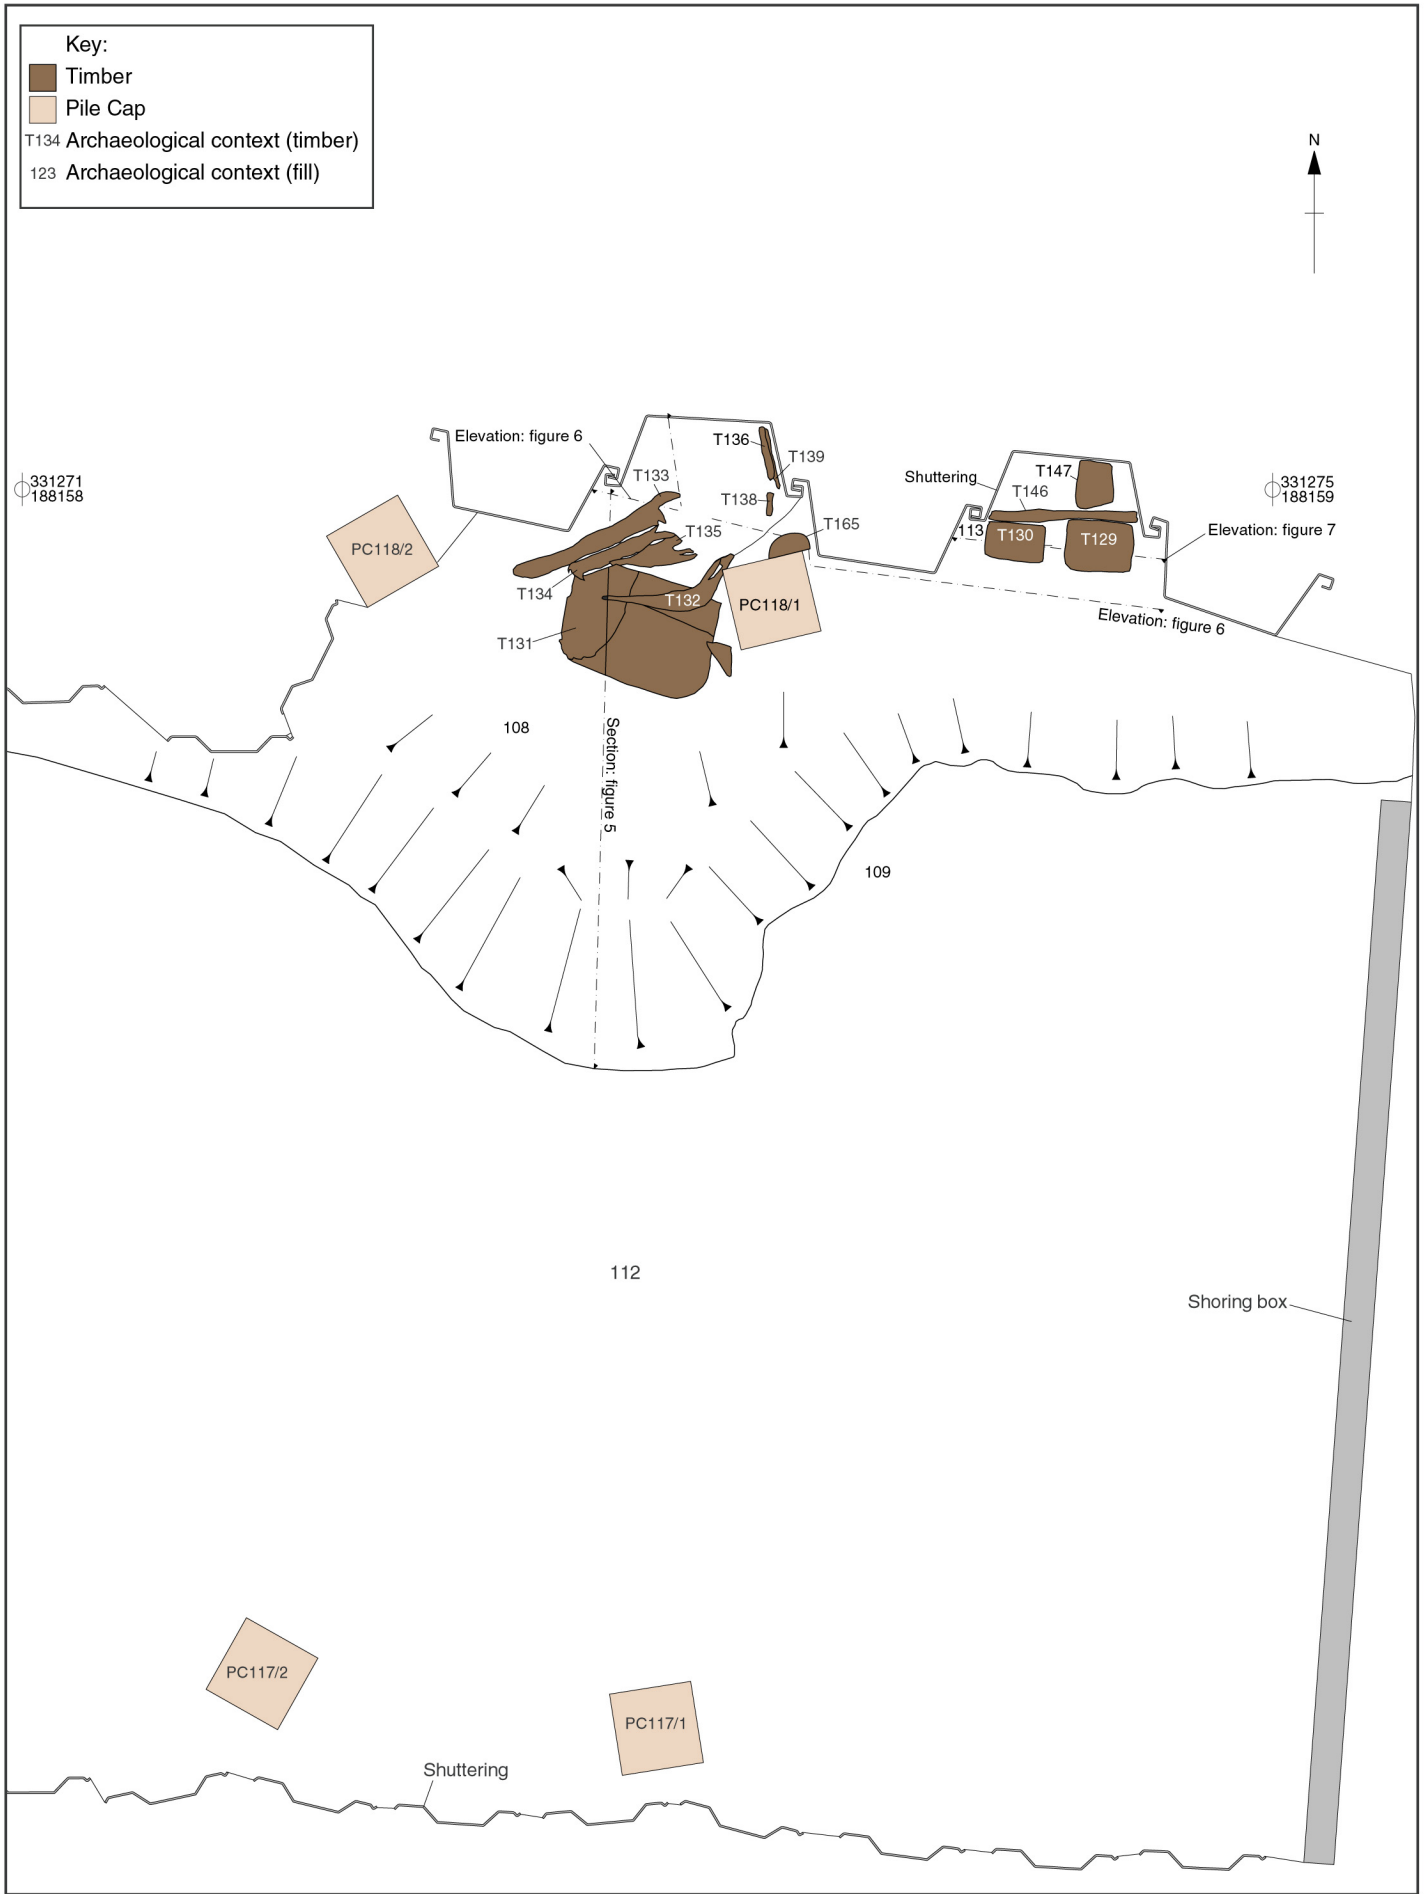 Key:
Timber
Pile Cap
T134 Archaeological context (timber)
123 Archaeological context (fill)
N
Elevation: figure 6
T136
T139
T133
T147
Shuttering
331271
188158
331275
188159
T146
T138
T135
T165
113
T130
T129
Elevation: figure 7
PC118/2
T134
T132
PC118/1
Elevation: figure 6
T131
108
Section: figure 5
109
112
Shoring box
PC117/2
PC117/1
Shuttering